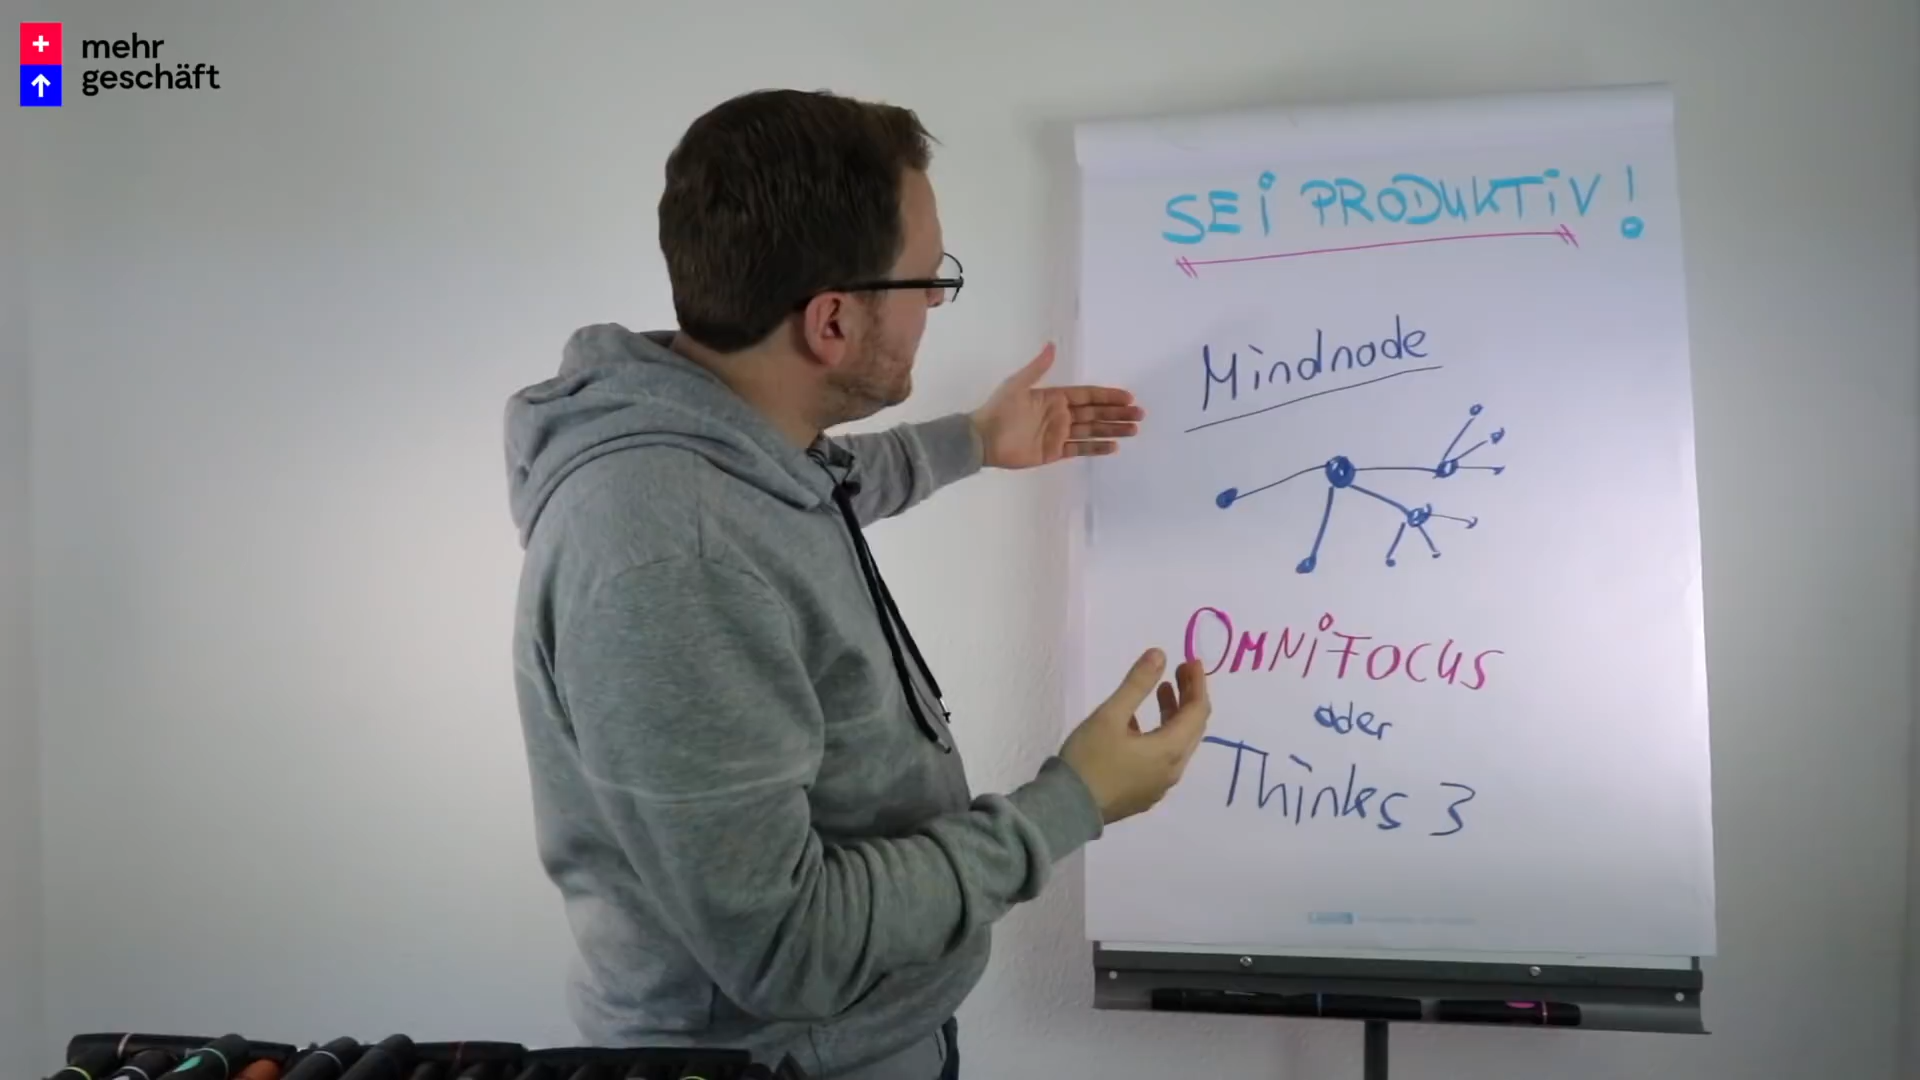 mehr
geschäft
SEi PRODUKTiV!
Mindnode
OMNiFOCUS
oder
Thinks 3